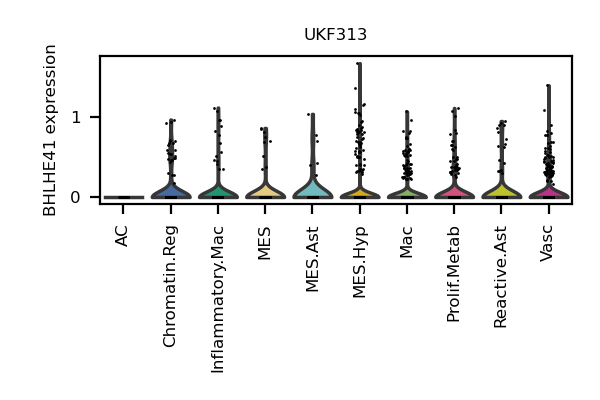 UKF313
BHLHE41 expression
1
0
AC
Chromatin.Reg
Inflammatory.Mac
MES
MES.Ast
MES.Hyp
Mac
Prolif.Metab
Reactive.Ast
Vasc